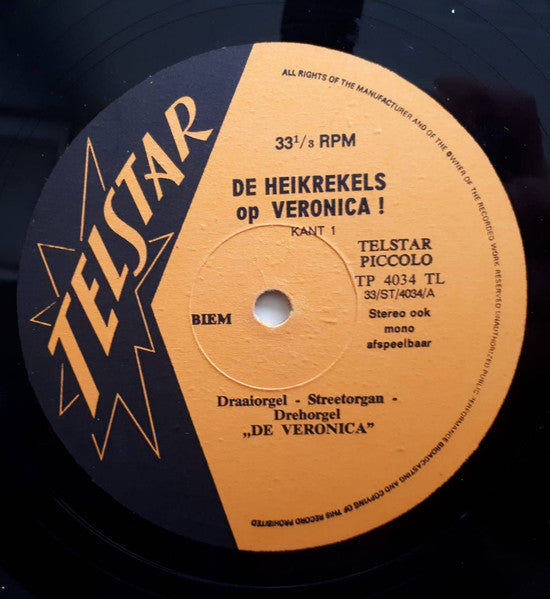 TELSTAR
ALL RIGHTS OF THE MANUFACTURER AND OF THE OWNER OF THE RECORDED WORK RESERVED UNAUTHORIZED PUBLIC PERFORMANCE BROADCASTING AND COPYING OF THIS RECORD PROHIBITED
33 1/3 RPM
DE HEIKREKELS
op VERONICA !
KANT 1
TELSTAR
PICCOLO
TP 4034 TL
33/ST/4034/A
BIEM
Stereo ook
mono
afspeelbaar
Draaiorgel - Streetorgan -
Drehorgel
„DE VERONICA”